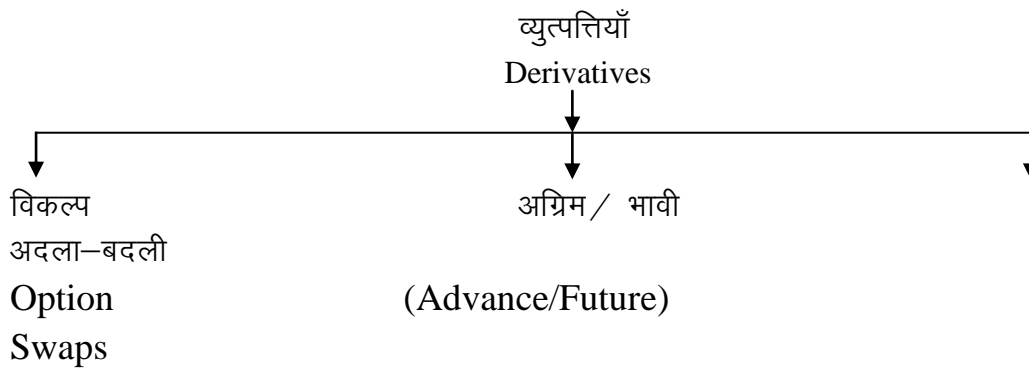 व्युत्पत्तियाँ
Derivatives
विकल्प अग्रिम / भावी
अदला–बदली
Option (Advance/Future)
Swaps